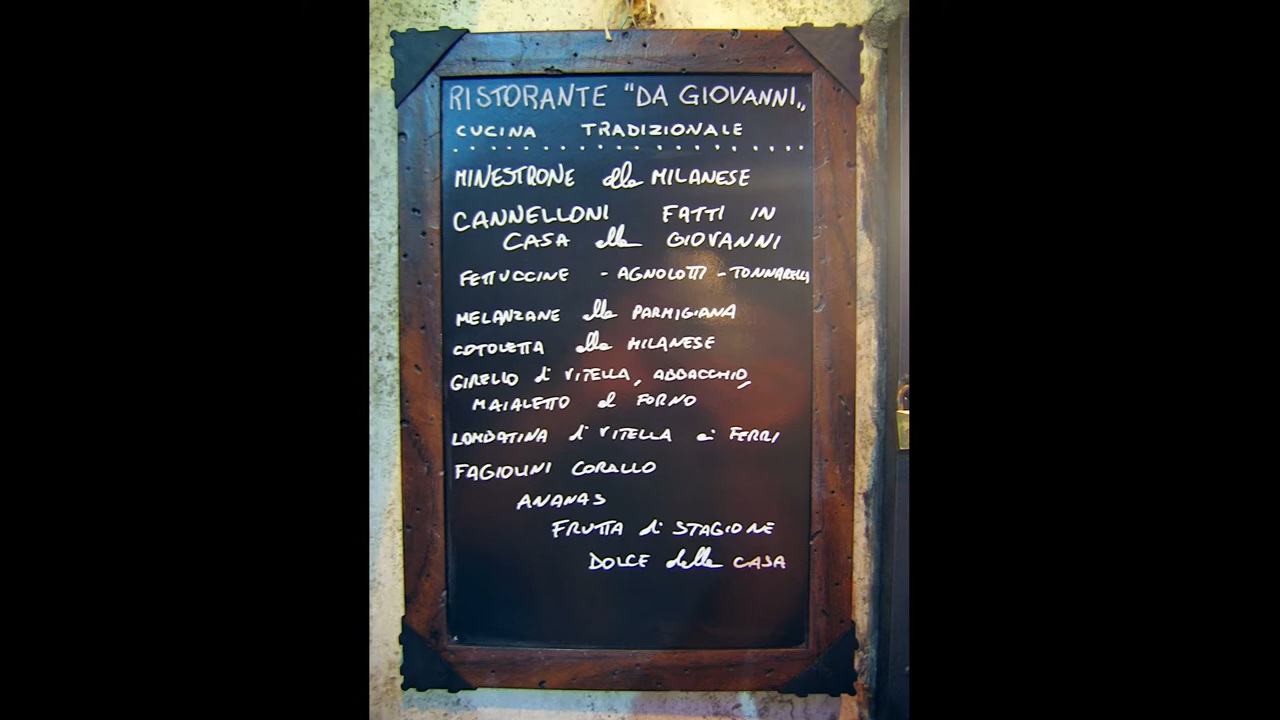 RISTORANTE "DA GIOVANNI„
CUCINA TRADIZIONALE
MINESTRONE alla MILANESE
CANNELLONI FATTI IN
CASA alla GIOVANNI
FETTUCCINE - AGNOLOTTI - TONNARELLI
MELANZANE alla PARMIGIANA
COTOLETTA alla MILANESE
GIRELLO di VITELLA, ABBACCHIO,
MAIALETTO al FORNO
LOMBATINA di VITELLA ai FERRI
FAGIOLINI CORALLO
ANANAS
FRUTTA di STAGIONE
DOLCE della CASA